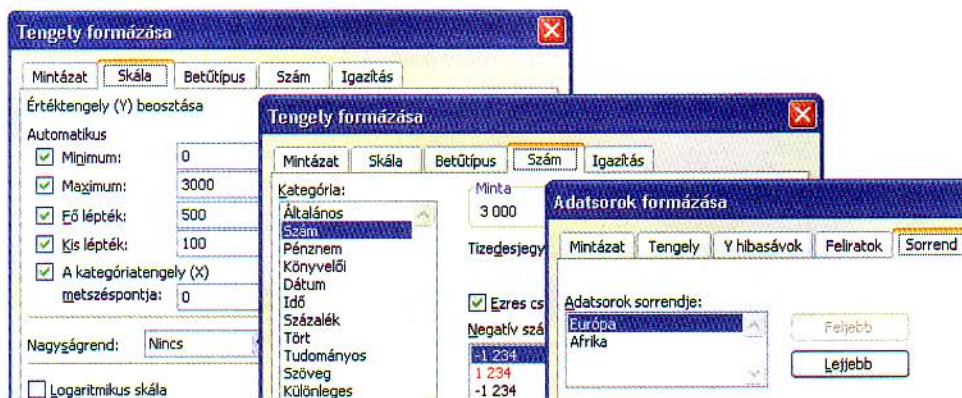 Tengely formázása
Mintázat Skála Betűtípus Szám Igazítás
Értéktengely (Y) beosztása
Automatikus
Minimum: 0
Maximum: 3000
Fő lépték: 500
Kis lépték: 100
A kategóriatengely (X)
metszéspontja: 0
Nagyságrend: Nincs
Logaritmikus skála
Tengely formázása
Mintázat Skála Betűtípus Szám Igazítás
Kategória:
Általános
Szám
Pénznem
Könyvelői
Dátum
Idő
Százalék
Tört
Tudományos
Szöveg
Különleges
Minta
3 000
Tizedesjegy
Ezres cs
Negatív szá
-1 234
1 234
-1 234
Adatsorok formázása
Mintázat Tengely Y hibasávok Feliratok Sorrend
Adatsorok sorrendje:
Európa
Afrika
Feljebb
Lejjebb